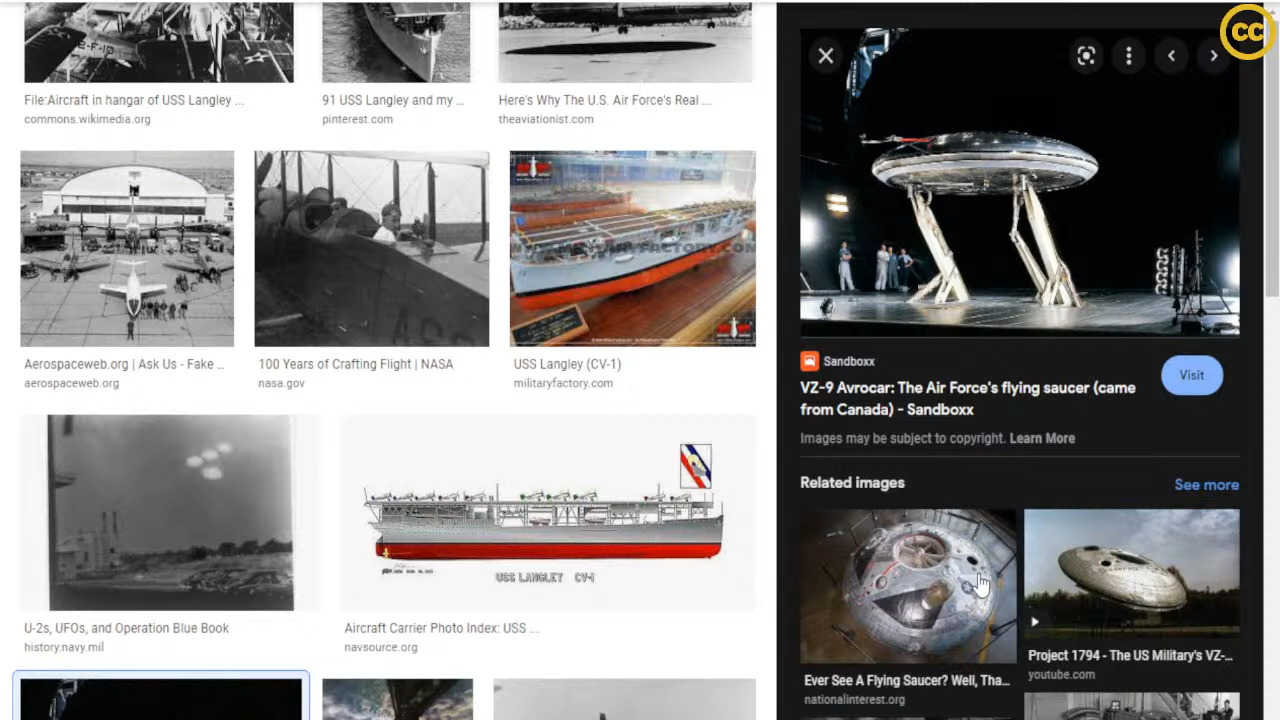 cc
File:Aircraft in hangar of USS Langley ...
commons.wikimedia.org
91 USS Langley and my ...
pinterest.com
Here's Why The U.S. Air Force's Real ...
theaviationist.com
Aerospaceweb.org | Ask Us - Fake ...
aerospaceweb.org
100 Years of Crafting Flight | NASA
nasa.gov
USS Langley (CV-1)
militaryfactory.com
U-2s, UFOs, and Operation Blue Book
history.navy.mil
USS LANGLEY CV-1
Aircraft Carrier Photo Index: USS ...
navsource.org
Sandboxx
VZ-9 Avrocar: The Air Force's flying saucer (came
from Canada) - Sandboxx
Visit
Images may be subject to copyright. Learn More
Related images
See more
Ever See A Flying Saucer? Well, Tha...
nationalinterest.org
Project 1794 - The US Military's VZ-...
youtube.com